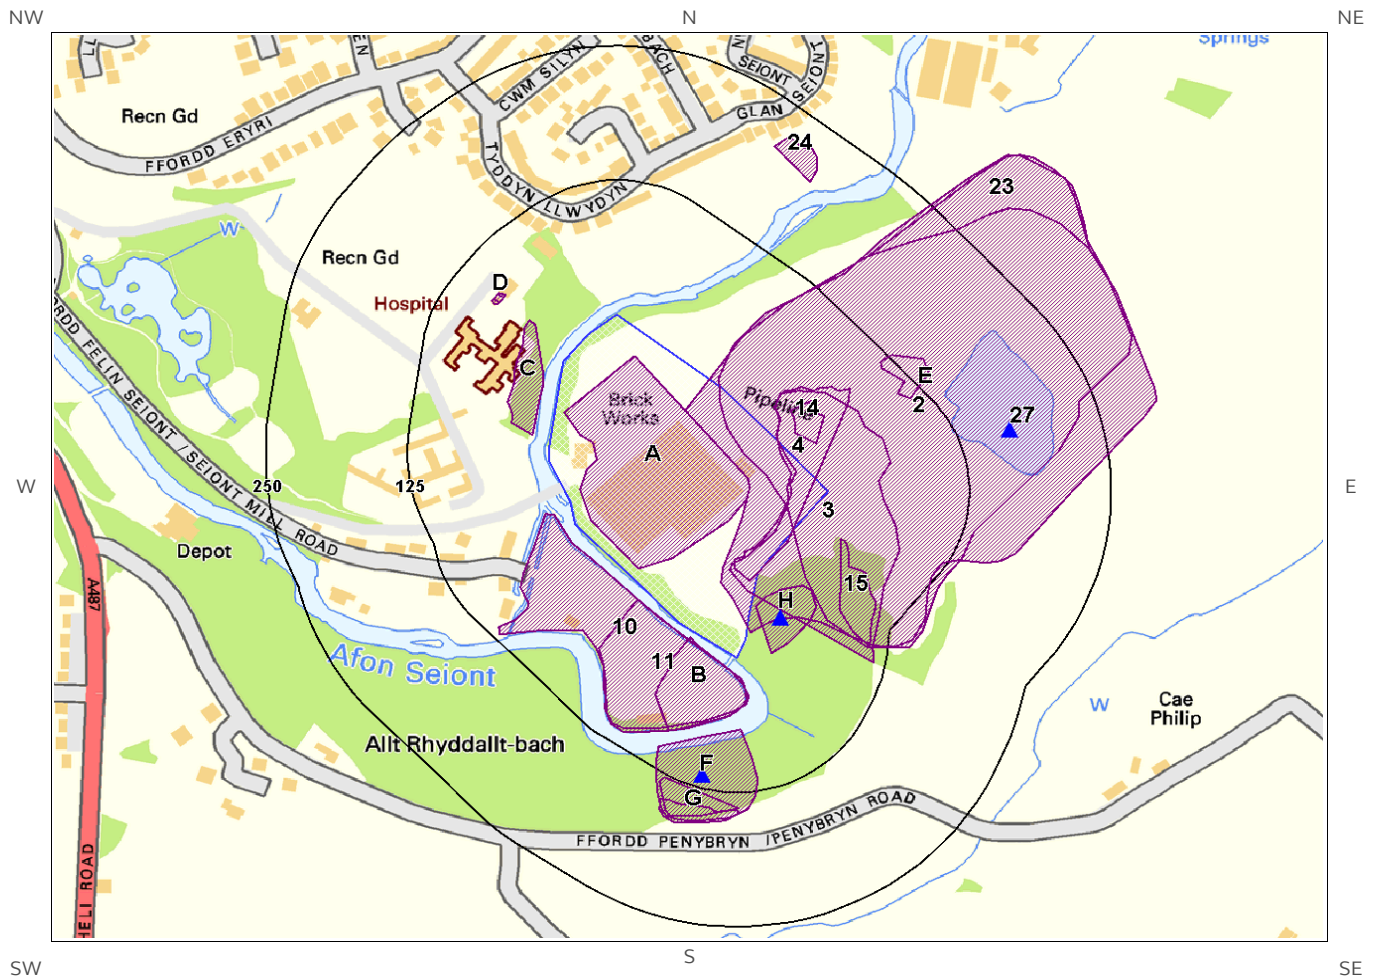 NW
N
NE
Springs
LL
EN
BACH
SEIONT
CWM SILYN
GLAN SEIONT
Recn Gd
FFORDD ERYRI
24
TYDDYN LLWYDYN
23
W
Recn Gd
D
Hospital
C
E
2
Brick
Works
Pipeline
14
27
A
4
W
250
125
E
3
FFORDD FELIN SEIONT / SEIONT MILL ROAD
Depot
A487
15
H
10
11
B
Afon Seiont
W
Cae
Philip
Allt Rhyddallt-bach
F
G
FFORDD PENYBRYN / PENYBRYN ROAD
HELI ROAD
SW
S
SE